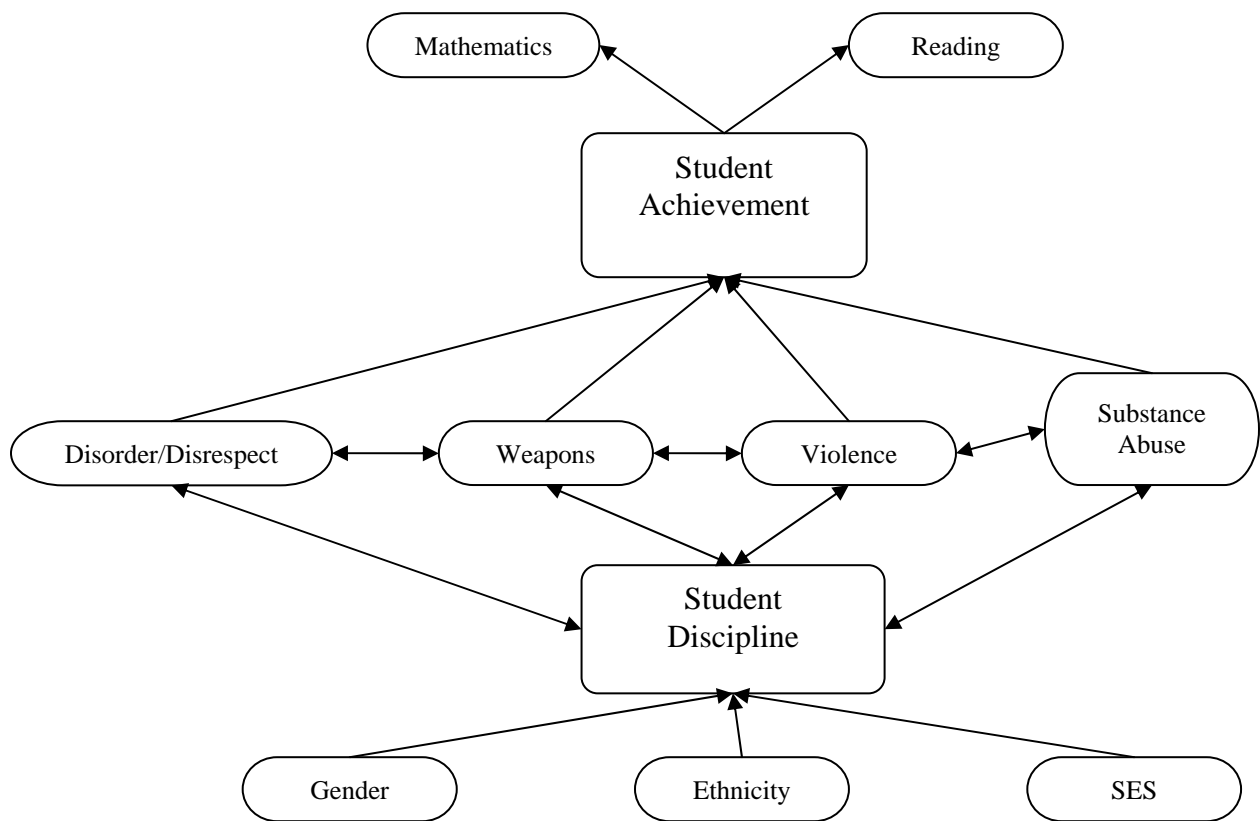 Mathematics
Reading
Student
Achievement
Disorder/Disrespect
Weapons
Violence
Substance
Abuse
Student
Discipline
Gender
Ethnicity
SES